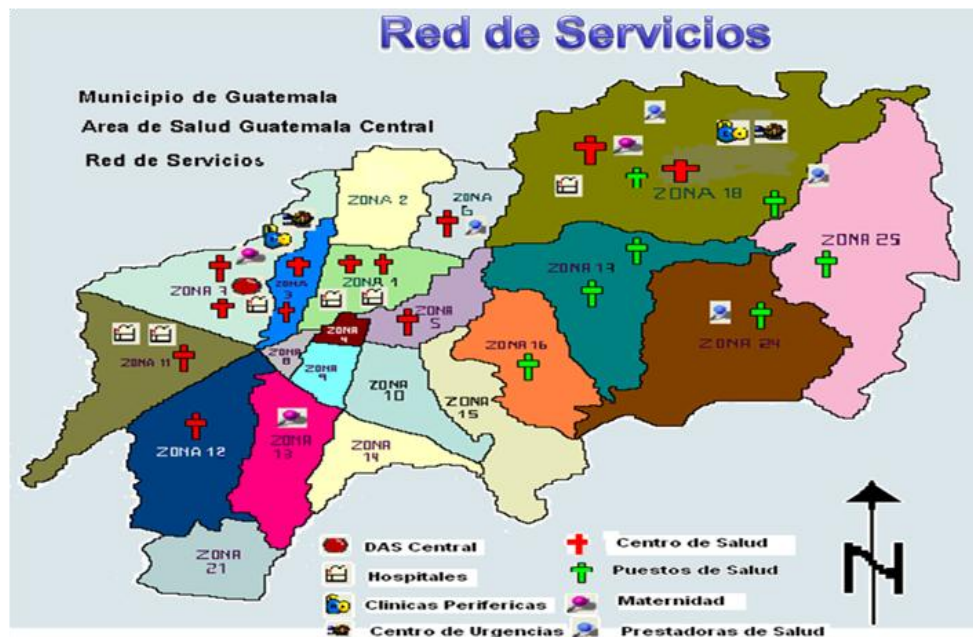 Red de Servicios
Municipio de Guatemala
Area de Salud Guatemala Central
Red de Servicios
ZONA 2
ZONA 6
ZONA 18
ZONA 25
ZONA 17
ZONA 7
ZONA 3
ZONA 1
ZONA 5
ZONA 4
ZONA 16
ZONA 24
ZONA 11
ZONA 8
ZONA 9
ZONA 10
ZONA 15
ZONA 12
ZONA 13
ZONA 14
ZONA 21
DAS Central
Centro de Salud
Hospitales
Puestos de Salud
Clinicas Perifericas
Maternidad
Centro de Urgencias
Prestadoras de Salud
N